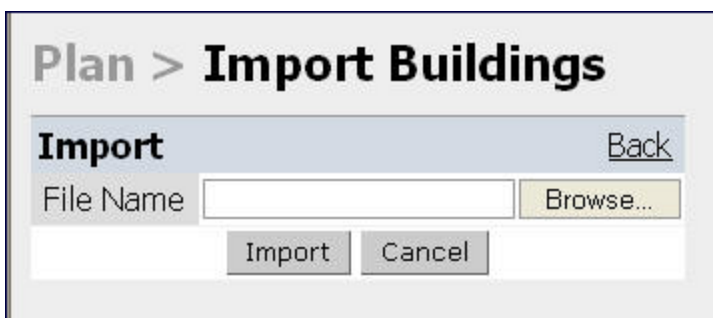 Plan > Import Buildings
Import Back
File Name Browse...
Import Cancel